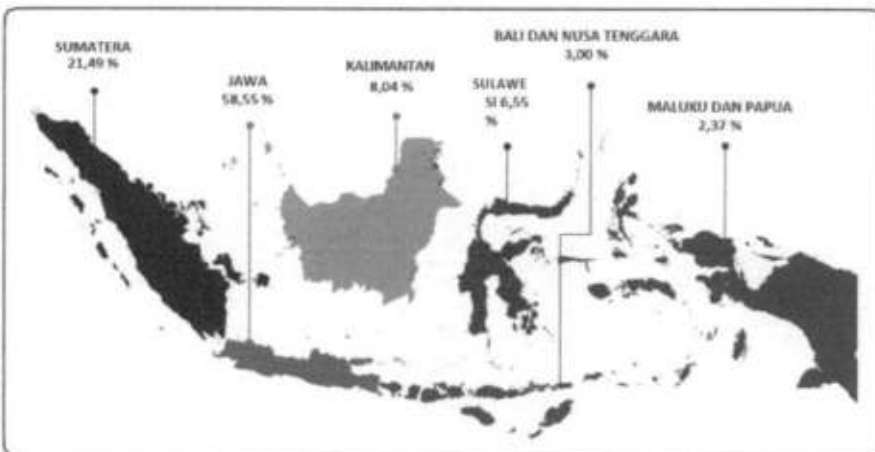 SUMATERA
21,49 %
JAWA
58,55 %
KALIMANTAN
8,04 %
SULAWE
SI 6,55
%
BALI DAN NUSA TENGGARA
3,00 %
MALUKU DAN PAPUA
2,37 %